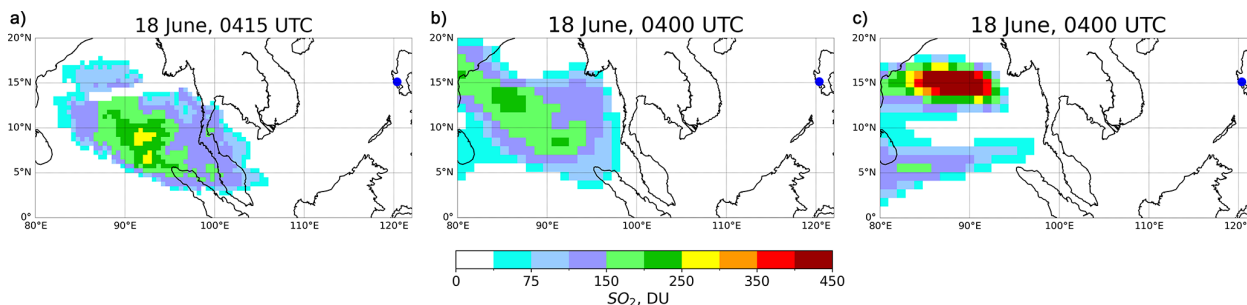 a)
18 June, 0415 UTC
20°N
15°N
10°N
5°N
0°
80°E
90°E
100°E
110°E
120°E
b)
18 June, 0400 UTC
20°N
15°N
10°N
5°N
0°
80°E
90°E
100°E
110°E
120°E
c)
18 June, 0400 UTC
20°N
15°N
10°N
5°N
0°
80°E
90°E
100°E
110°E
120°E
0 75 150 250 350 450
SO2, DU